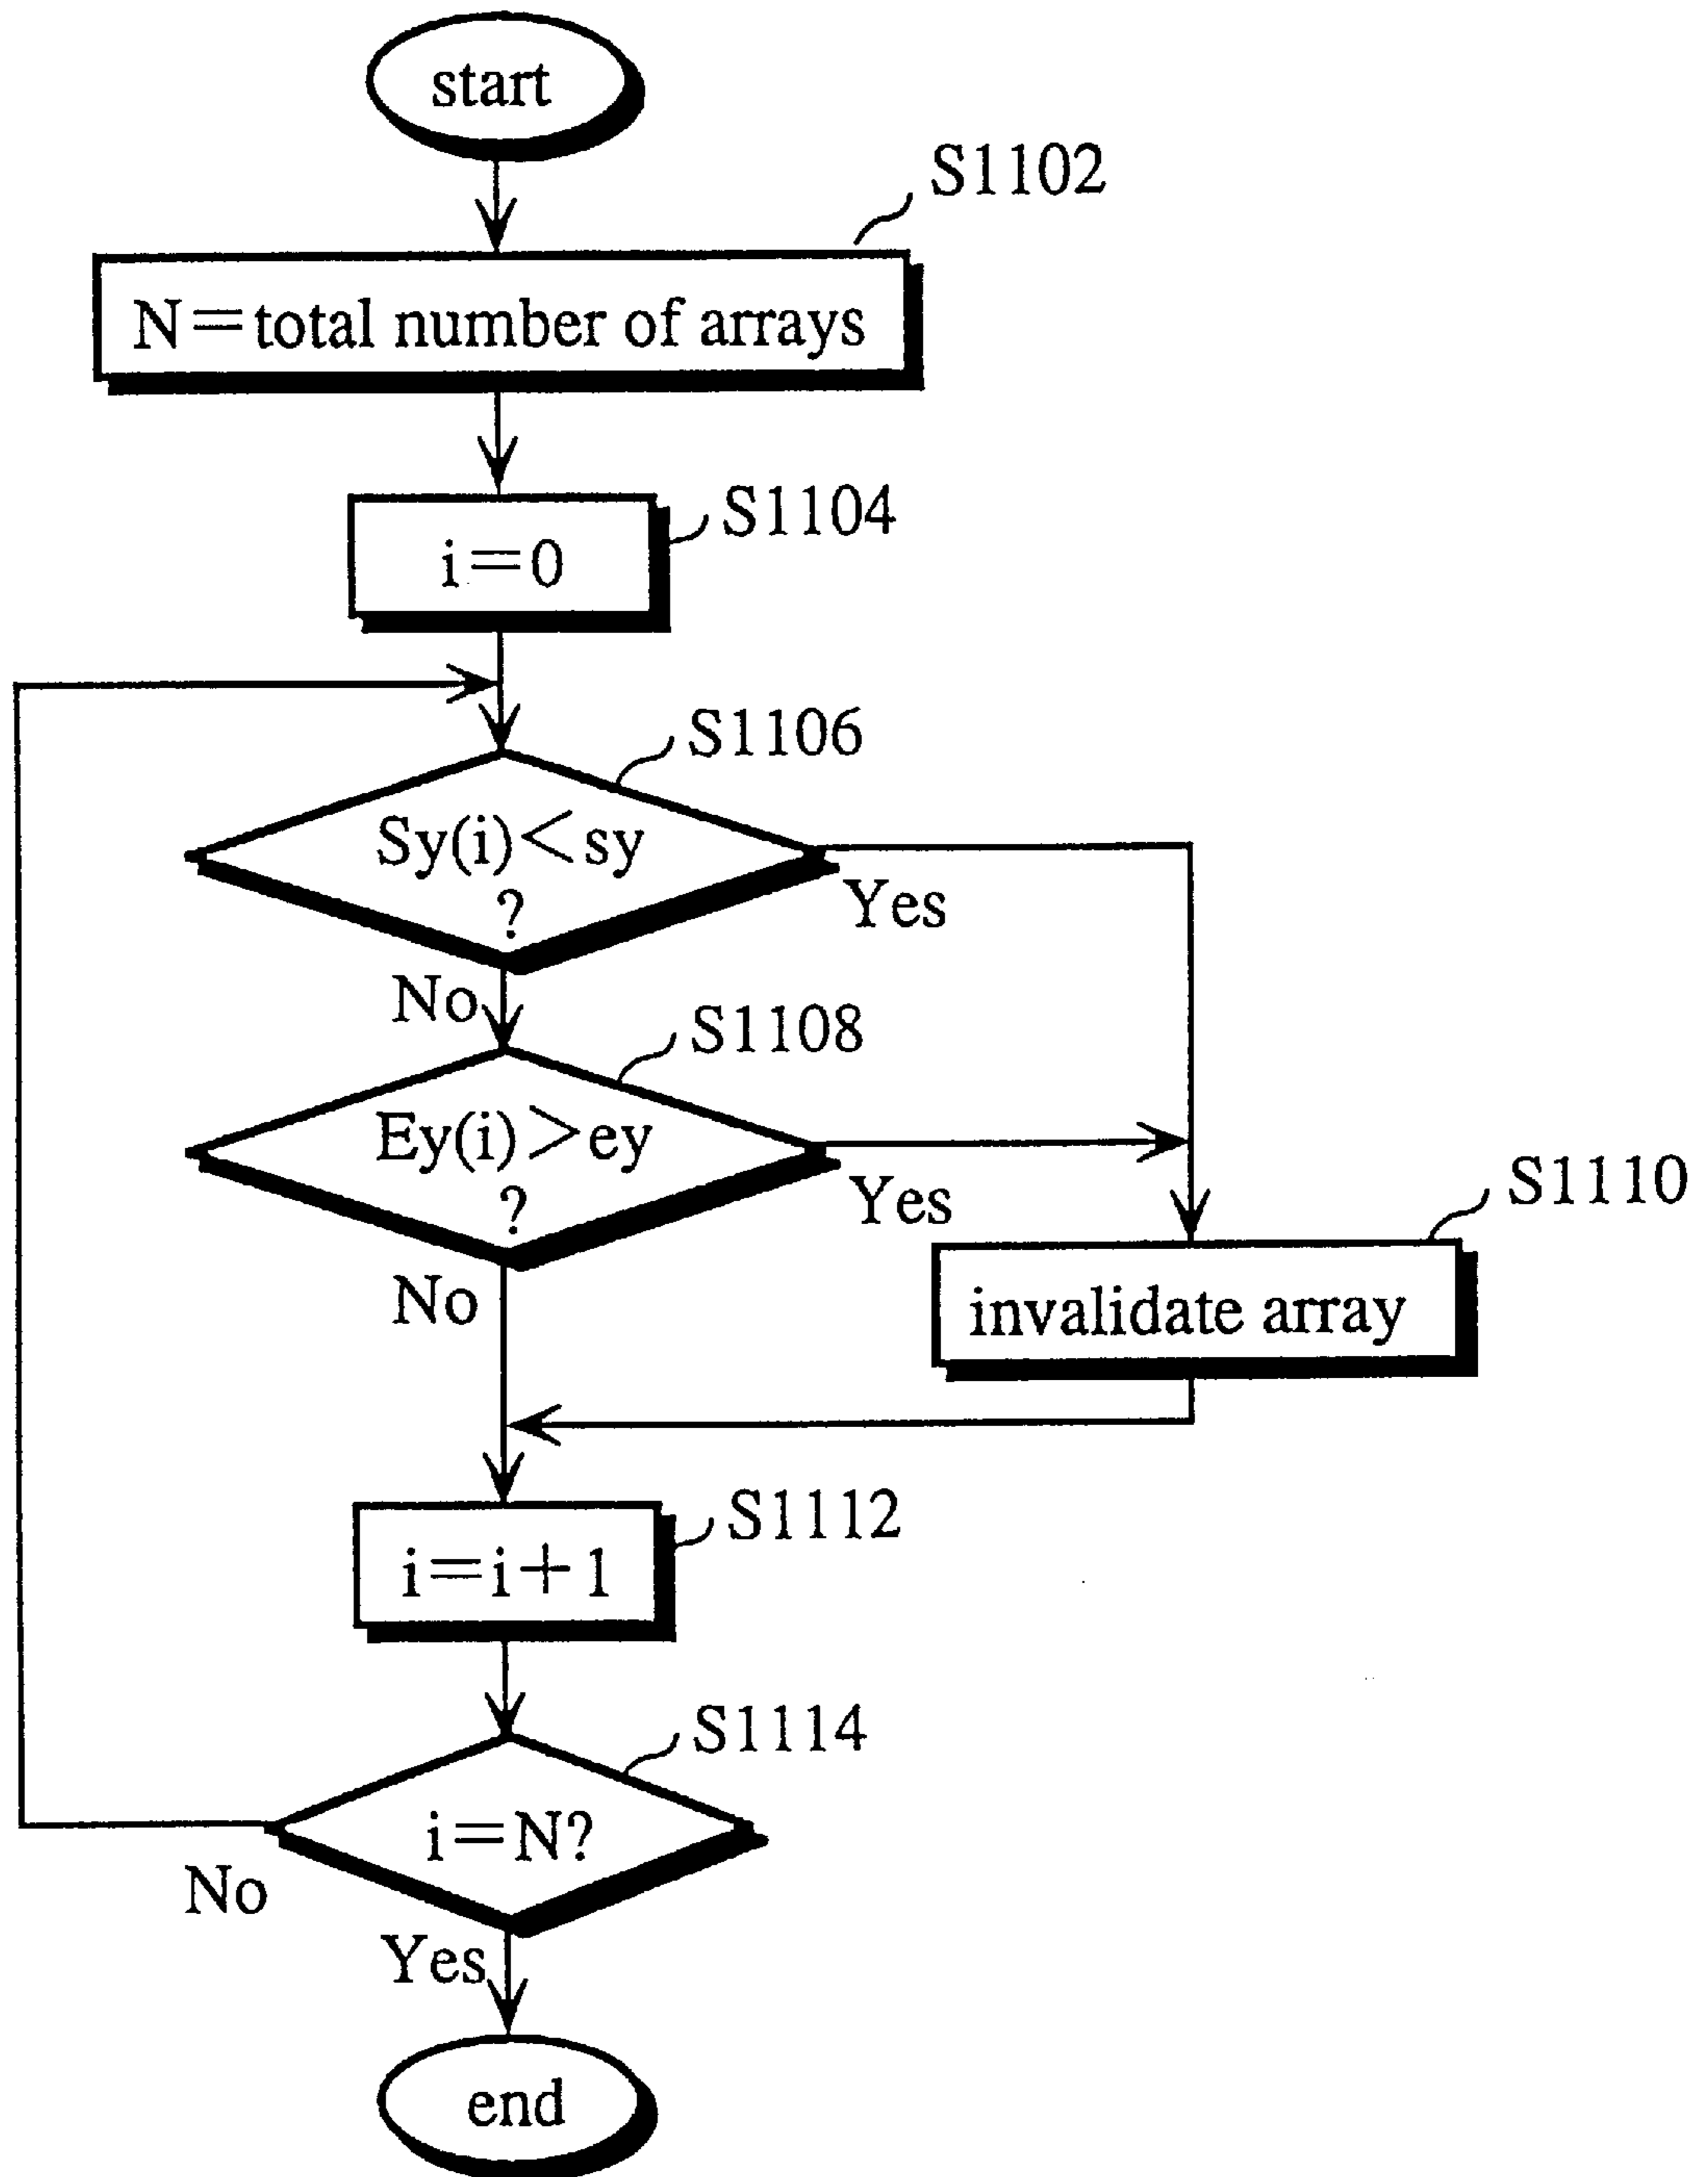 start
S1102
N=total number of arrays
S1104
i=0
S1106
Sy(i)<sy
?
Yes
No
S1108
Ey(i)>ey
?
Yes
S1110
No
invalidate array
S1112
i=i+1
S1114
i=N?
No
Yes
end